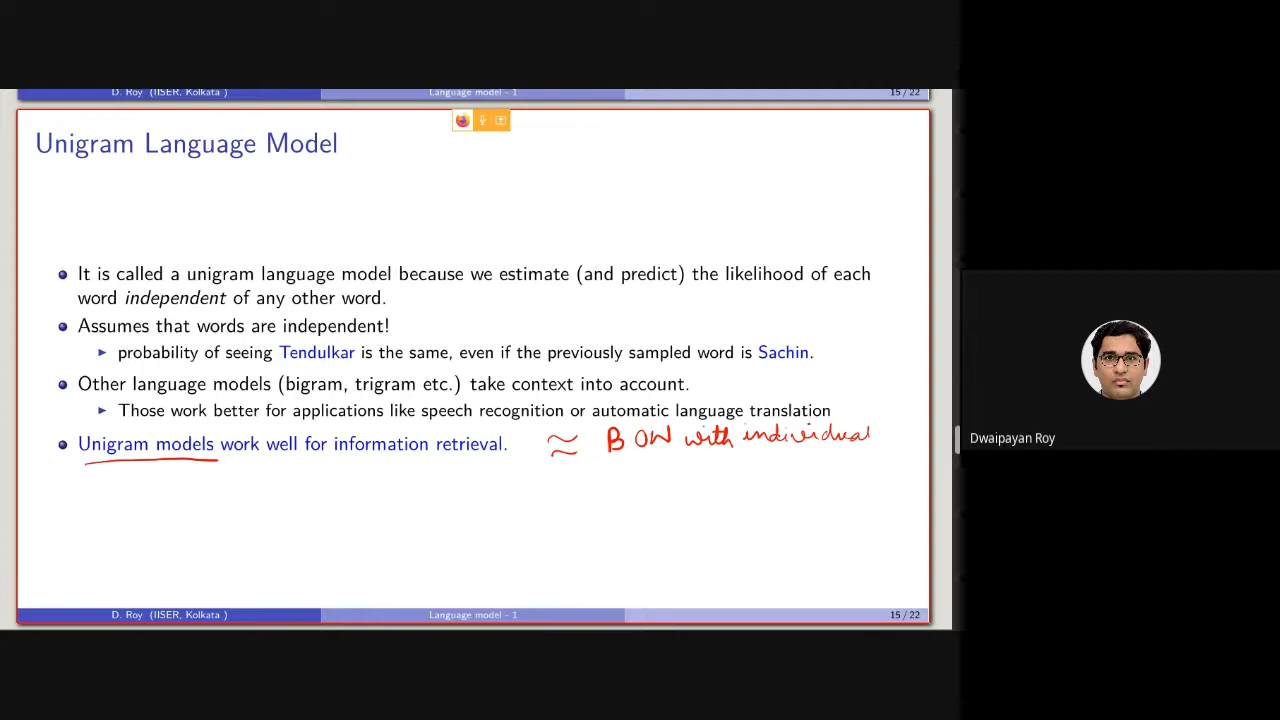 D. Roy (IISER, Kolkata ) Language model - 1 15 / 22
Unigram Language Model
It is called a unigram language model because we estimate (and predict) the likelihood of each
word independent of any other word.
Assumes that words are independent!
probability of seeing Tendulkar is the same, even if the previously sampled word is Sachin.
Other language models (bigram, trigram etc.) take context into account.
Those work better for applications like speech recognition or automatic language translation
Unigram models work well for information retrieval. ≈ BOW with individual
D. Roy (IISER, Kolkata ) Language model - 1 15 / 22
Dwaipayan Roy